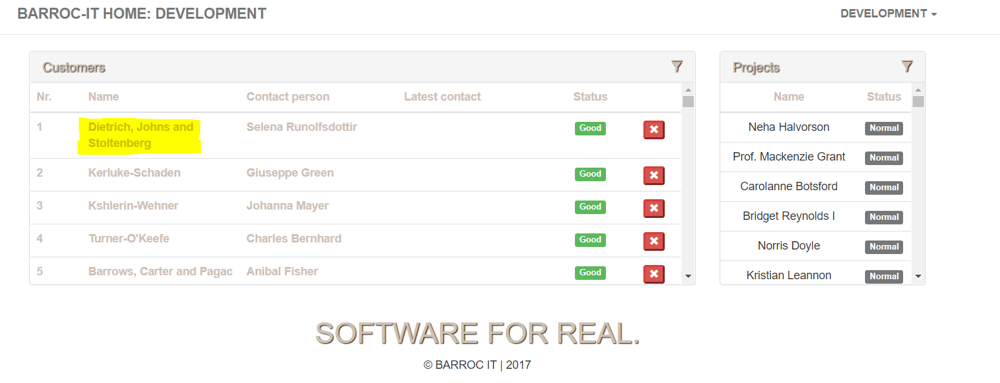 BARROC-IT HOME: DEVELOPMENT
DEVELOPMENT
Customers
Nr. Name Contact person Latest contact Status
1 Dietrich, Johns and Selena Runolfsdottir Good
Stoltenberg
2 Kerluke-Schaden Giuseppe Green Good
3 Kshlerin-Wehner Johanna Mayer Good
4 Turner-O'Keefe Charles Bernhard Good
5 Barrows, Carter and Pagac Anibal Fisher Good
Projects
Name Status
Neha Halvorson Normal
Prof. Mackenzie Grant Normal
Carolanne Botsford Normal
Bridget Reynolds I Normal
Norris Doyle Normal
Kristian Leannon Normal
SOFTWARE FOR REAL.
© BARROC IT | 2017